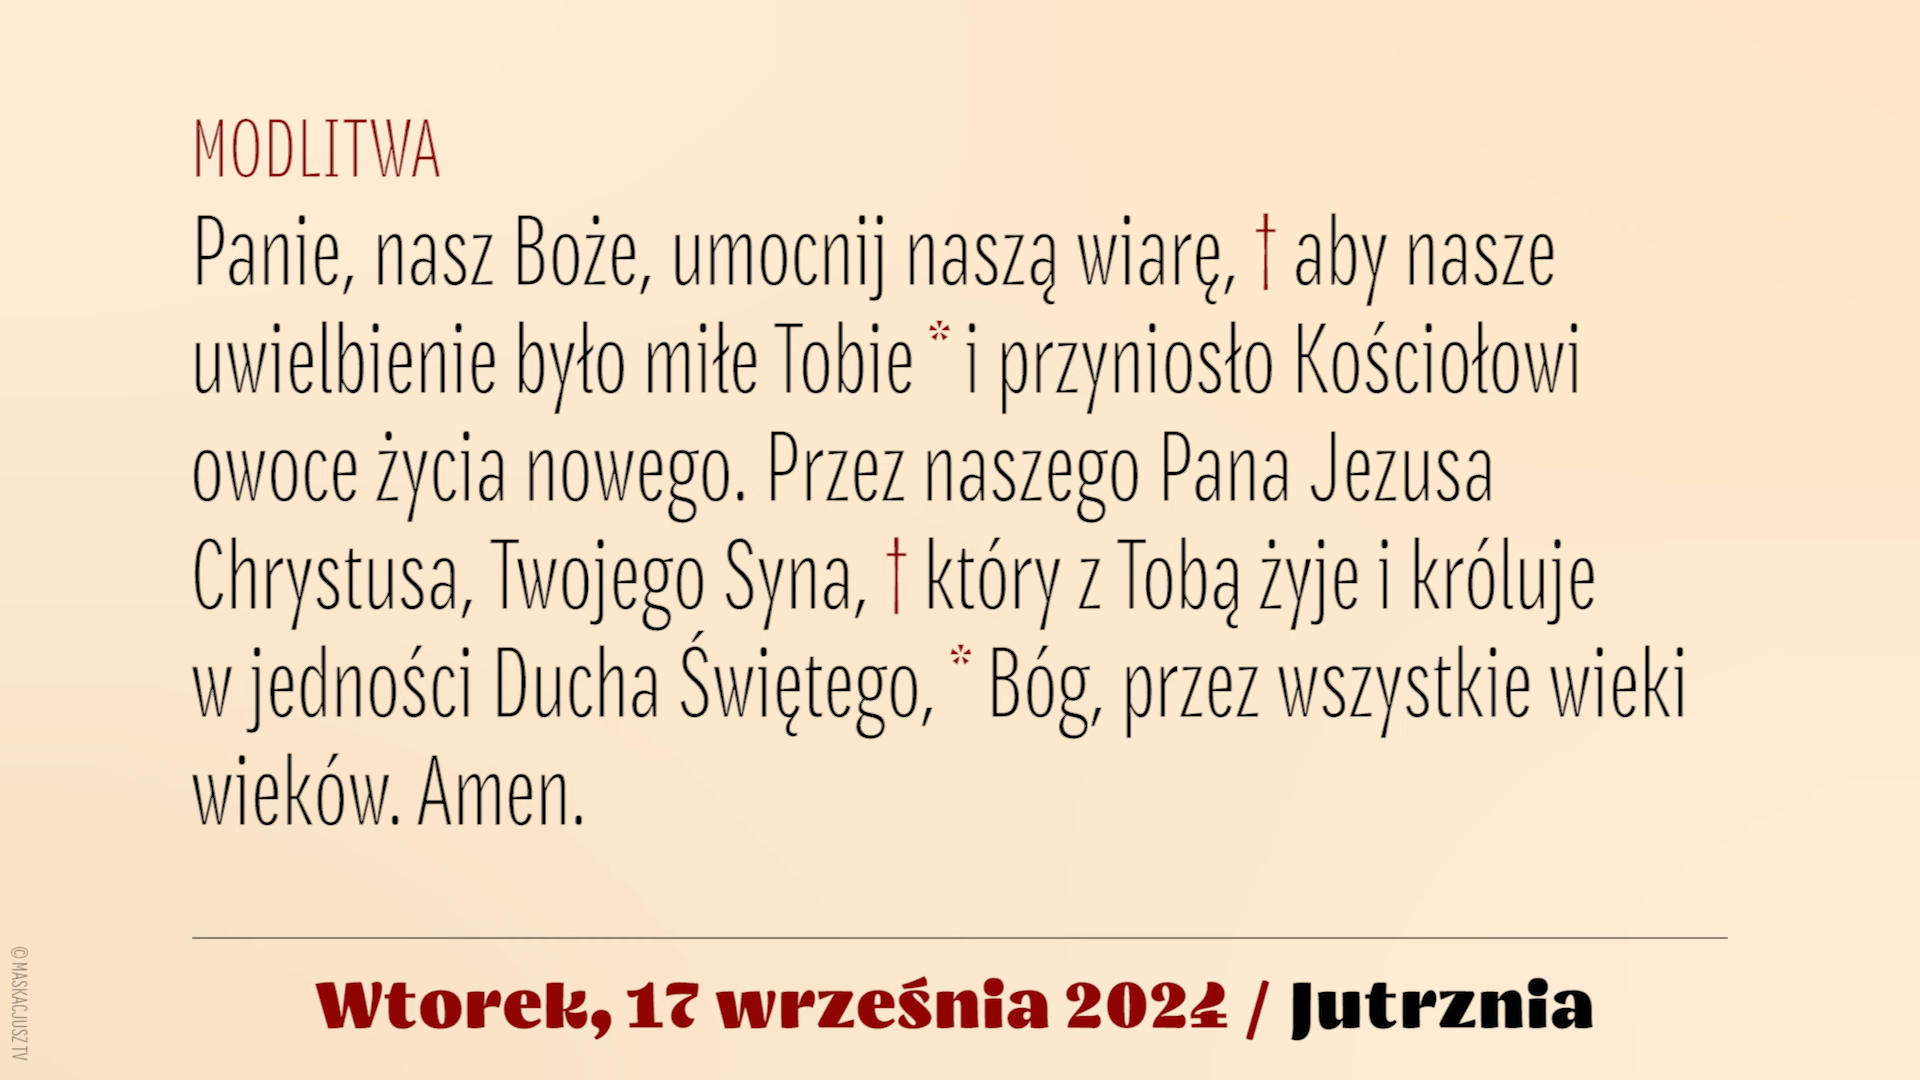 MODLITWA
Panie, nasz Boże, umocnij naszą wiarę, † aby nasze
uwielbienie było miłe Tobie * i przyniosło Kościołowi
owoce życia nowego. Przez naszego Pana Jezusa
Chrystusa, Twojego Syna, † który z Tobą żyje i króluje
w jedności Ducha Świętego, * Bóg, przez wszystkie wieki
wieków. Amen.
Wtorek, 17 września 2024 / Jutrznia
© MASKACJUSZ TV